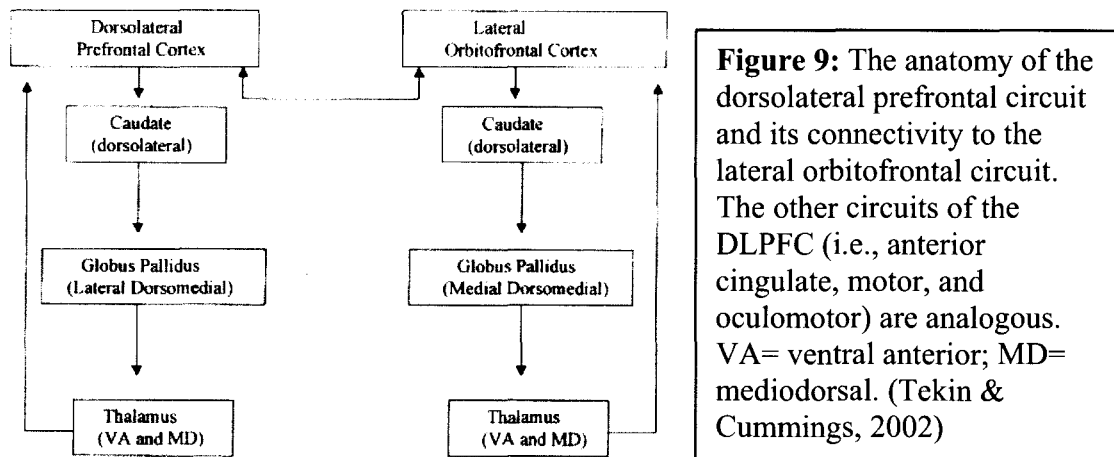 Dorsolateral
Prefrontal Cortex
Caudate
(dorsolateral)
Globus Pallidus
(Lateral Dorsomedial)
Thalamus
(VA and MD)
Lateral
Orbitofrontal Cortex
Caudate
(dorsolateral)
Globus Pallidus
(Medial Dorsomedial)
Thalamus
(VA and MD)
Figure 9: The anatomy of the
dorsolateral prefrontal circuit
and its connectivity to the
lateral orbitofrontal circuit.
The other circuits of the
DLPFC (i.e., anterior
cingulate, motor, and
oculomotor) are analogous.
VA= ventral anterior; MD=
mediodorsal. (Tekin &
Cummings, 2002)